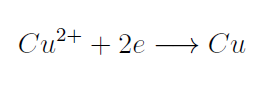 Cu²⁺ + 2e ⟶ Cu